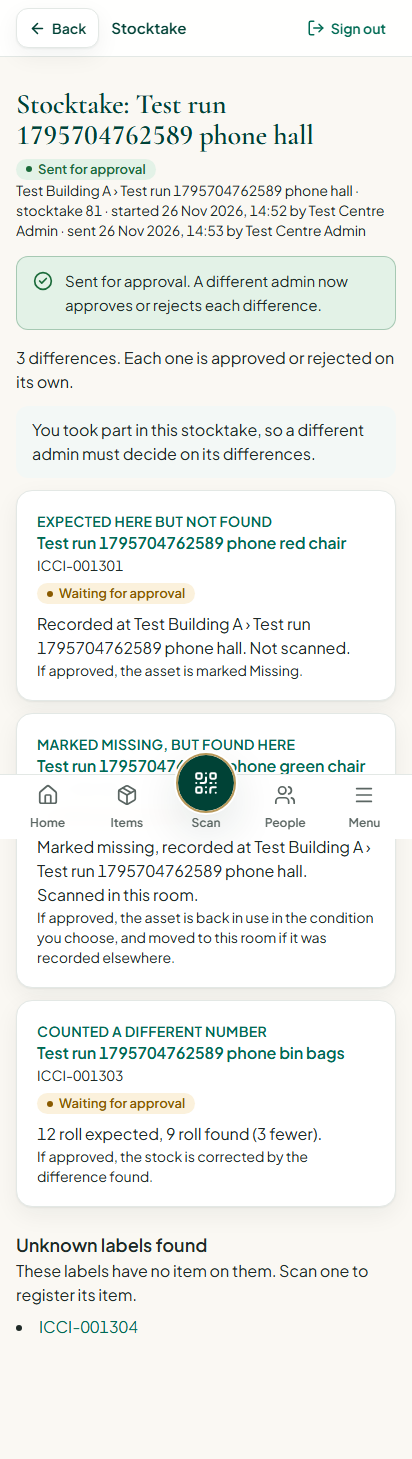 Back
Stocktake
Sign out
Stocktake: Test run
1795704762589 phone hall
Sent for approval
Test Building A › Test run 1795704762589 phone hall ·
stocktake 81 · started 26 Nov 2026, 14:52 by Test Centre
Admin · sent 26 Nov 2026, 14:53 by Test Centre Admin
Sent for approval. A different admin now
approves or rejects each difference.
3 differences. Each one is approved or rejected on
its own.
You took part in this stocktake, so a different
admin must decide on its differences.
EXPECTED HERE BUT NOT FOUND
Test run 1795704762589 phone red chair
ICCI-001301
Waiting for approval
Recorded at Test Building A › Test run
1795704762589 phone hall. Not scanned.
If approved, the asset is marked Missing.
MARKED MISSING, BUT FOUND HERE
Test run phone green chair
Home
Items
Scan
People
Menu
Marked missing, recorded at Test Building A ›
Test run 1795704762589 phone hall.
Scanned in this room.
If approved, the asset is back in use in the condition
you choose, and moved to this room if it was
recorded elsewhere.
COUNTED A DIFFERENT NUMBER
Test run 1795704762589 phone bin bags
ICCI-001303
Waiting for approval
12 roll expected, 9 roll found (3 fewer).
If approved, the stock is corrected by the
difference found.
Unknown labels found
These labels have no item on them. Scan one to
register its item.
ICCI-001304